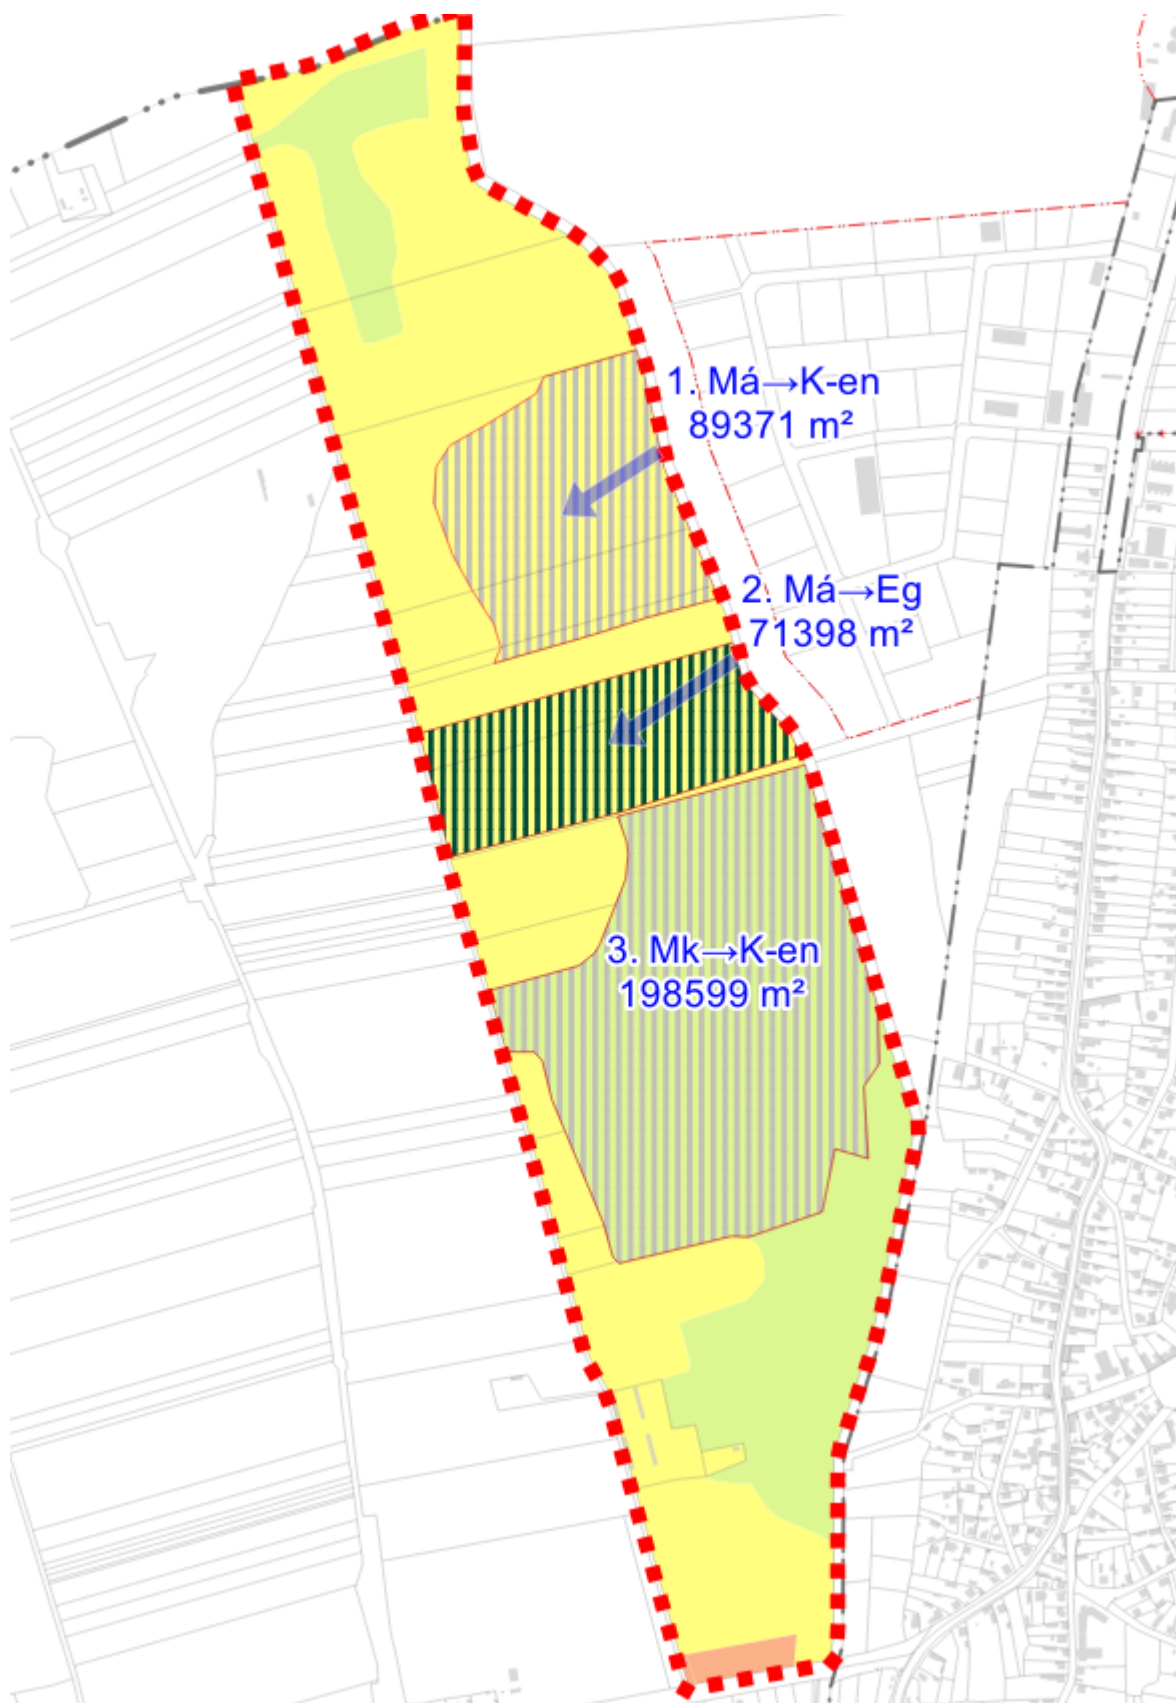 1. Má→K-en
89371 m²
2. Má→Eg
71398 m²
3. Mk→K-en
198599 m²